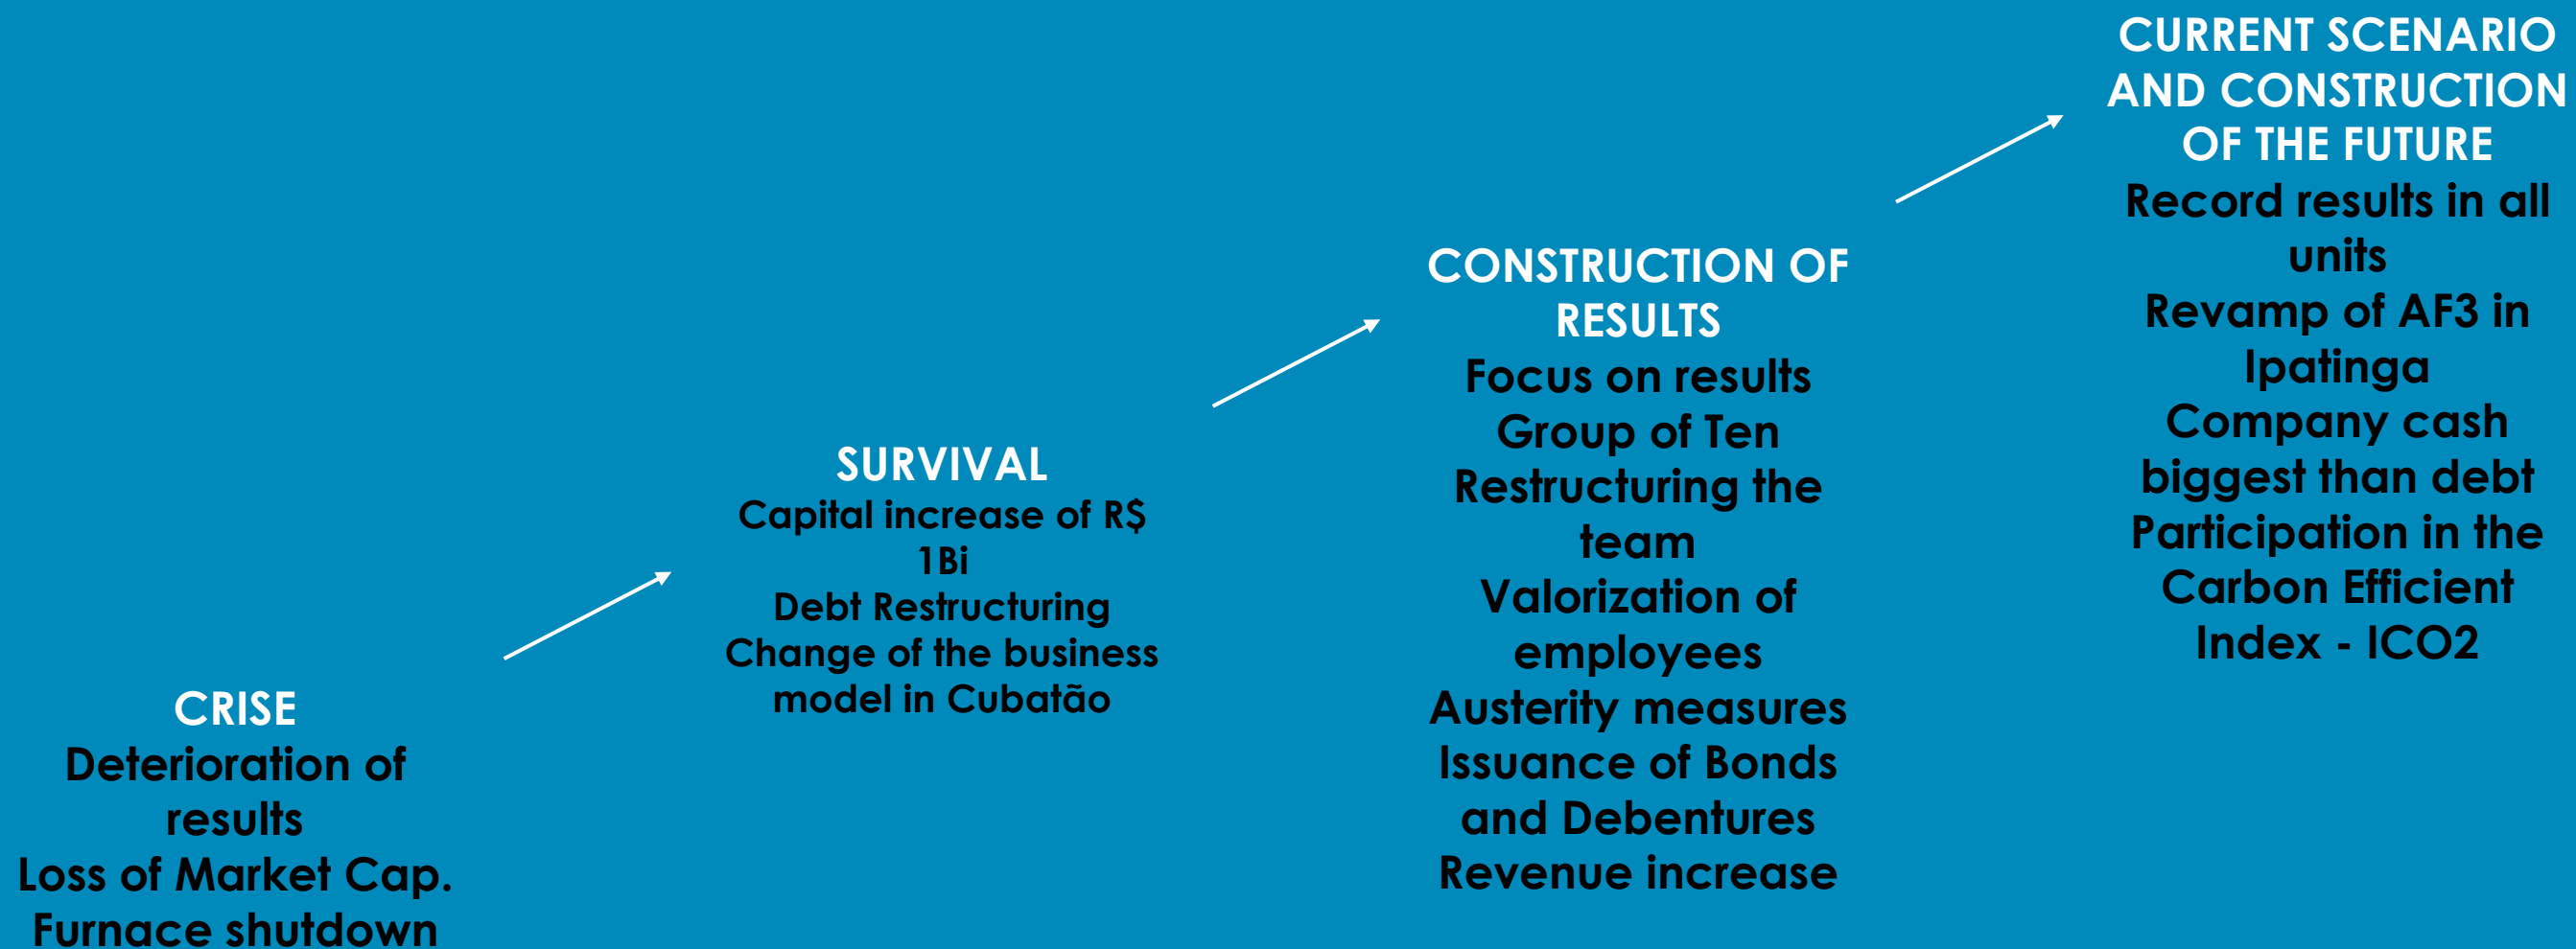 CRISE
Deterioration of
results
Loss of Market Cap.
Furnace shutdown
SURVIVAL
Capital increase of R$
1Bi
Debt Restructuring
Change of the business
model in Cubatão
CONSTRUCTION OF
RESULTS
Focus on results
Group of Ten
Restructuring the
team
Valorization of
employees
Austerity measures
Issuance of Bonds
and Debentures
Revenue increase
CURRENT SCENARIO
AND CONSTRUCTION
OF THE FUTURE
Record results in all
units
Revamp of AF3 in
Ipatinga
Company cash
biggest than debt
Participation in the
Carbon Efficient
Index - ICO2